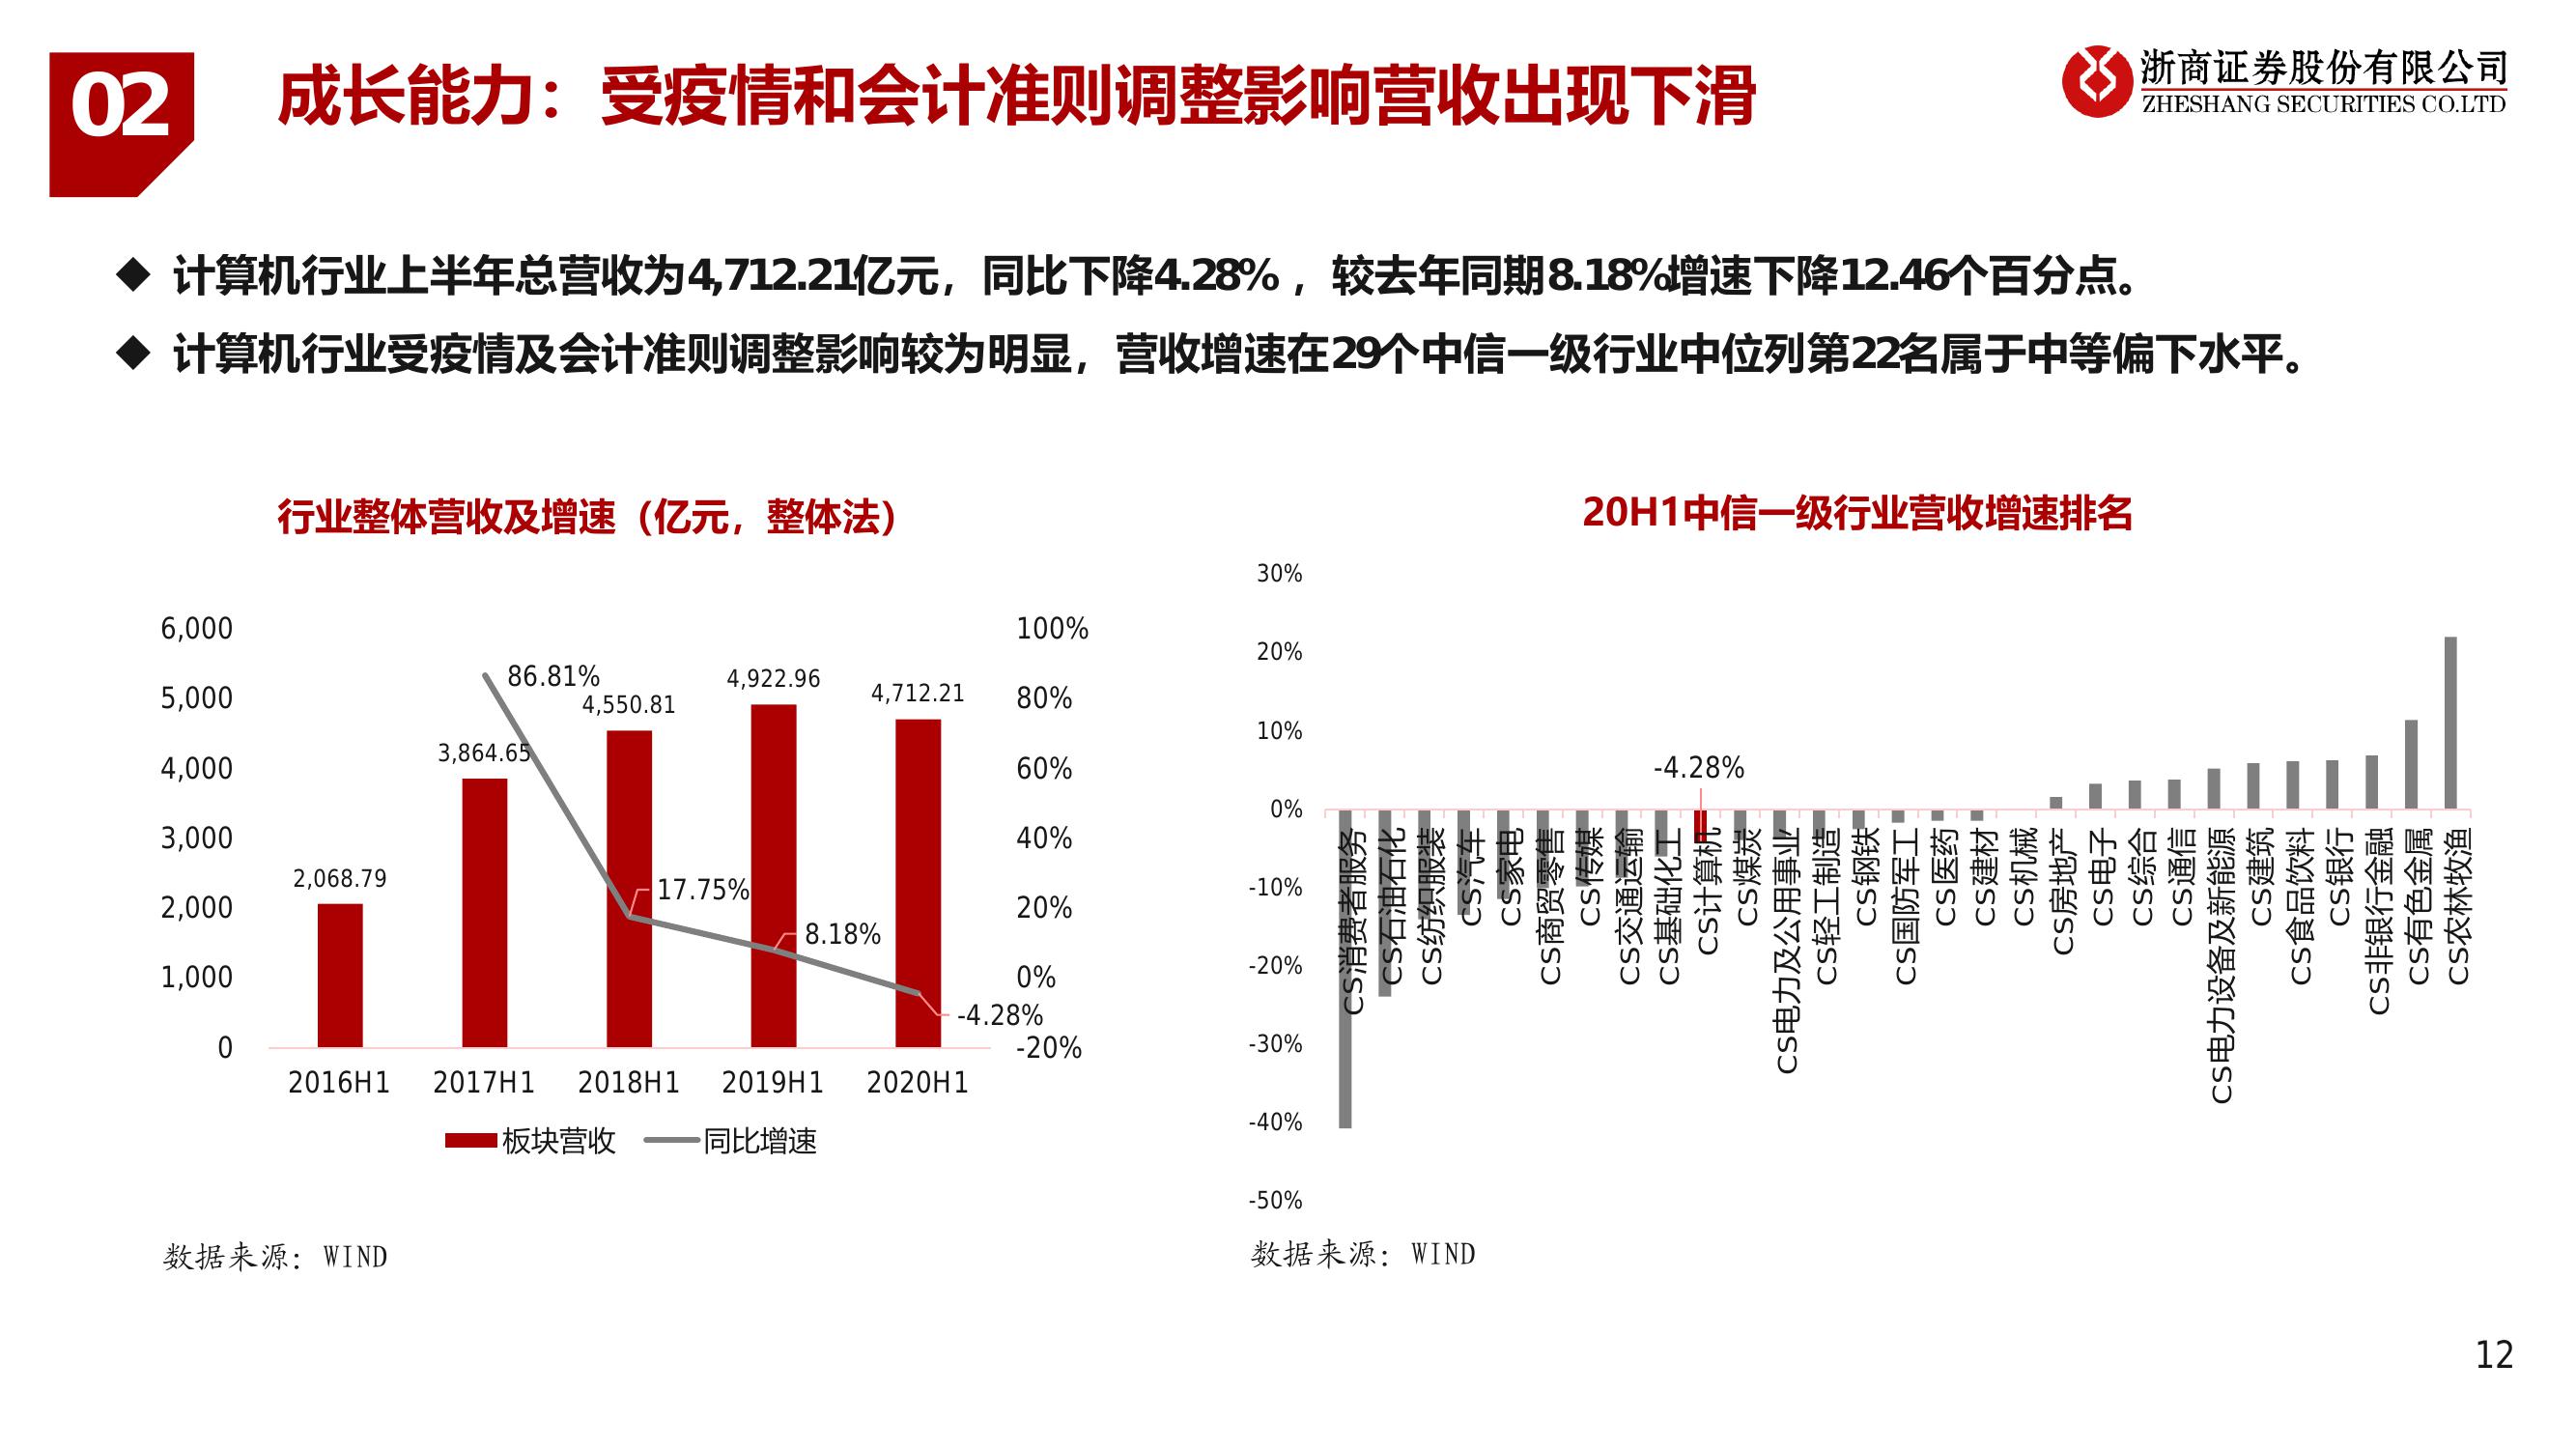 02
成长能力：受疫情和会计准则调整影响营收出现下滑
浙商证券股份有限公司
ZHESHANG SECURITIES CO.LTD
◆ 计算机行业上半年总营收为4,712.21亿元，同比下降4.28%，较去年同期8.18%增速下降12.46个百分点。
◆ 计算机行业受疫情及会计准则调整影响较为明显，营收增速在29个中信一级行业中位列第22名属于中等偏下水平。
行业整体营收及增速（亿元，整体法）
6,000
5,000
4,000
3,000
2,000
1,000
0
100%
80%
60%
40%
20%
0%
-20%
2,068.79
3,864.65
4,550.81
4,922.96
4,712.21
86.81%
17.75%
8.18%
-4.28%
2016H1
2017H1
2018H1
2019H1
2020H1
板块营收
同比增速
数据来源：WIND
20H1中信一级行业营收增速排名
30%
20%
10%
0%
-10%
-20%
-30%
-40%
-50%
-4.28%
CS消费者服务
CS石油石化
CS纺织服装
CS汽车
CS家电
CS商贸零售
CS传媒
CS交通运输
CS基础化工
CS计算机
CS煤炭
CS电力及公用事业
CS轻工制造
CS钢铁
CS国防军工
CS医药
CS建材
CS机械
CS房地产
CS电子
CS综合
CS通信
CS电力设备及新能源
CS建筑
CS食品饮料
CS银行
CS非银行金融
CS有色金属
CS农林牧渔
数据来源：WIND
12